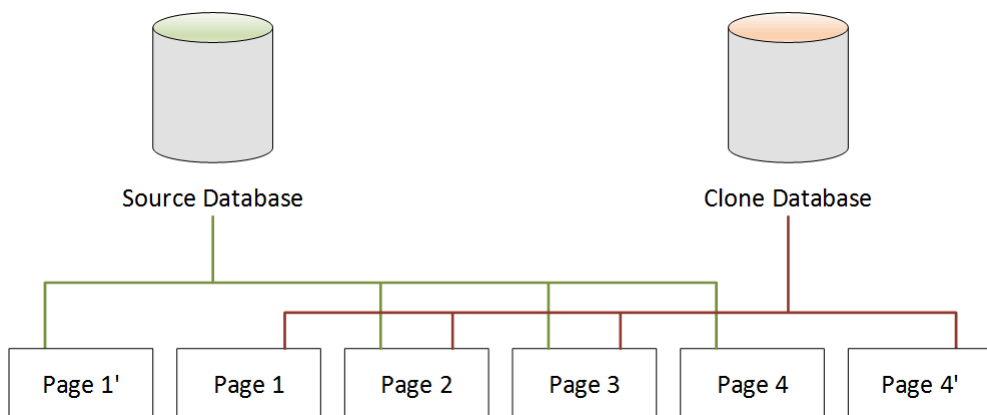 Source Database
Clone Database
Page 1'
Page 1
Page 2
Page 3
Page 4
Page 4'